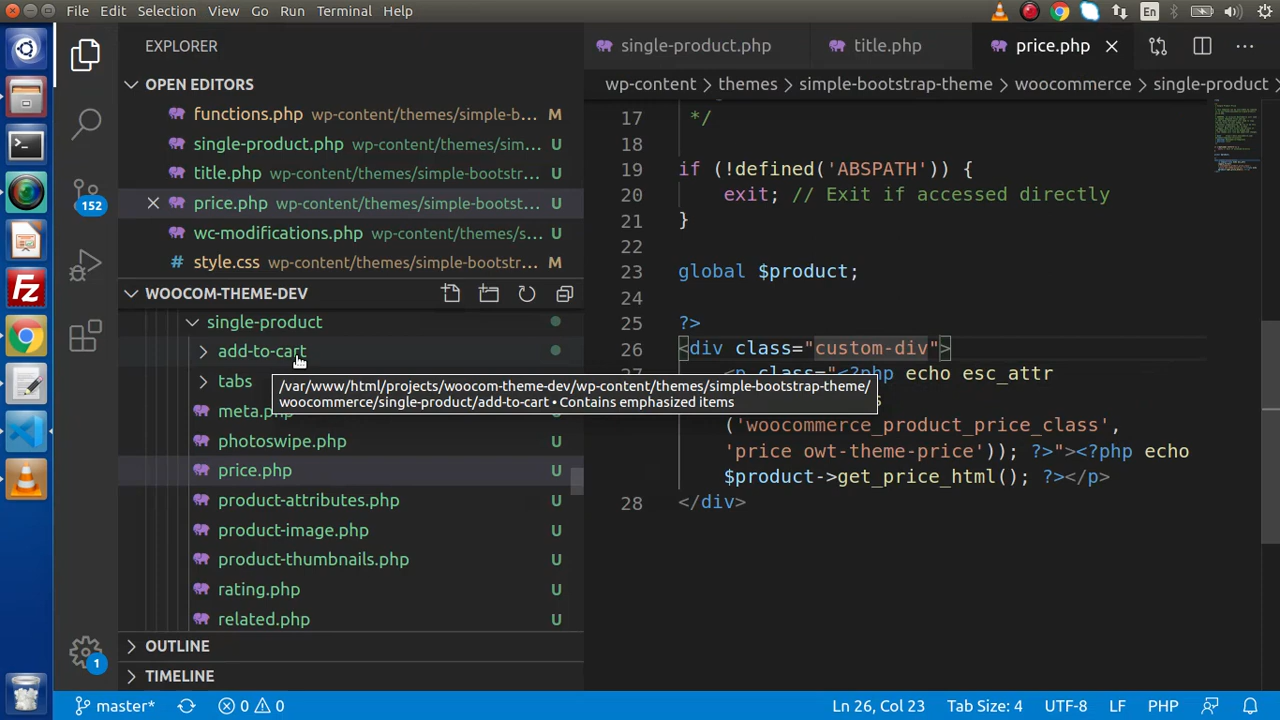 File Edit Selection View Go Run Terminal Help
En
EXPLORER
OPEN EDITORS
functions.php wp-content/themes/simple-b... M
single-product.php wp-content/themes/sim... U
title.php wp-content/themes/simple-bootstr... U
price.php wp-content/themes/simple-bootst... U
wc-modifications.php wp-content/themes/s... U
# style.css wp-content/themes/simple-bootstr... M
152
WOOCOM-THEME-DEV
single-product
add-to-cart
tabs
meta.php
photoswipe.php U
price.php U
product-attributes.php U
product-image.php U
product-thumbnails.php U
rating.php U
related.php U
OUTLINE
TIMELINE
1
/var/www/html/projects/woocom-theme-dev/wp-content/themes/simple-bootstrap-theme/
woocommerce/single-product/add-to-cart • Contains emphasized items
single-product.php title.php price.php
wp-content > themes > simple-bootstrap-theme > woocommerce > single-product >
17 */
18
19 if (!defined('ABSPATH')) {
20 exit; // Exit if accessed directly
21 }
22
23 global $product;
24
25 ?>
26 <div class="custom-div">
<p class="<?php echo esc_attr
('woocommerce_product_price_class',
'price owt-theme-price')); ?>"><?php echo
$product->get_price_html(); ?></p>
28 </div>
master* 0 0 Ln 26, Col 23 Tab Size: 4 UTF-8 LF PHP